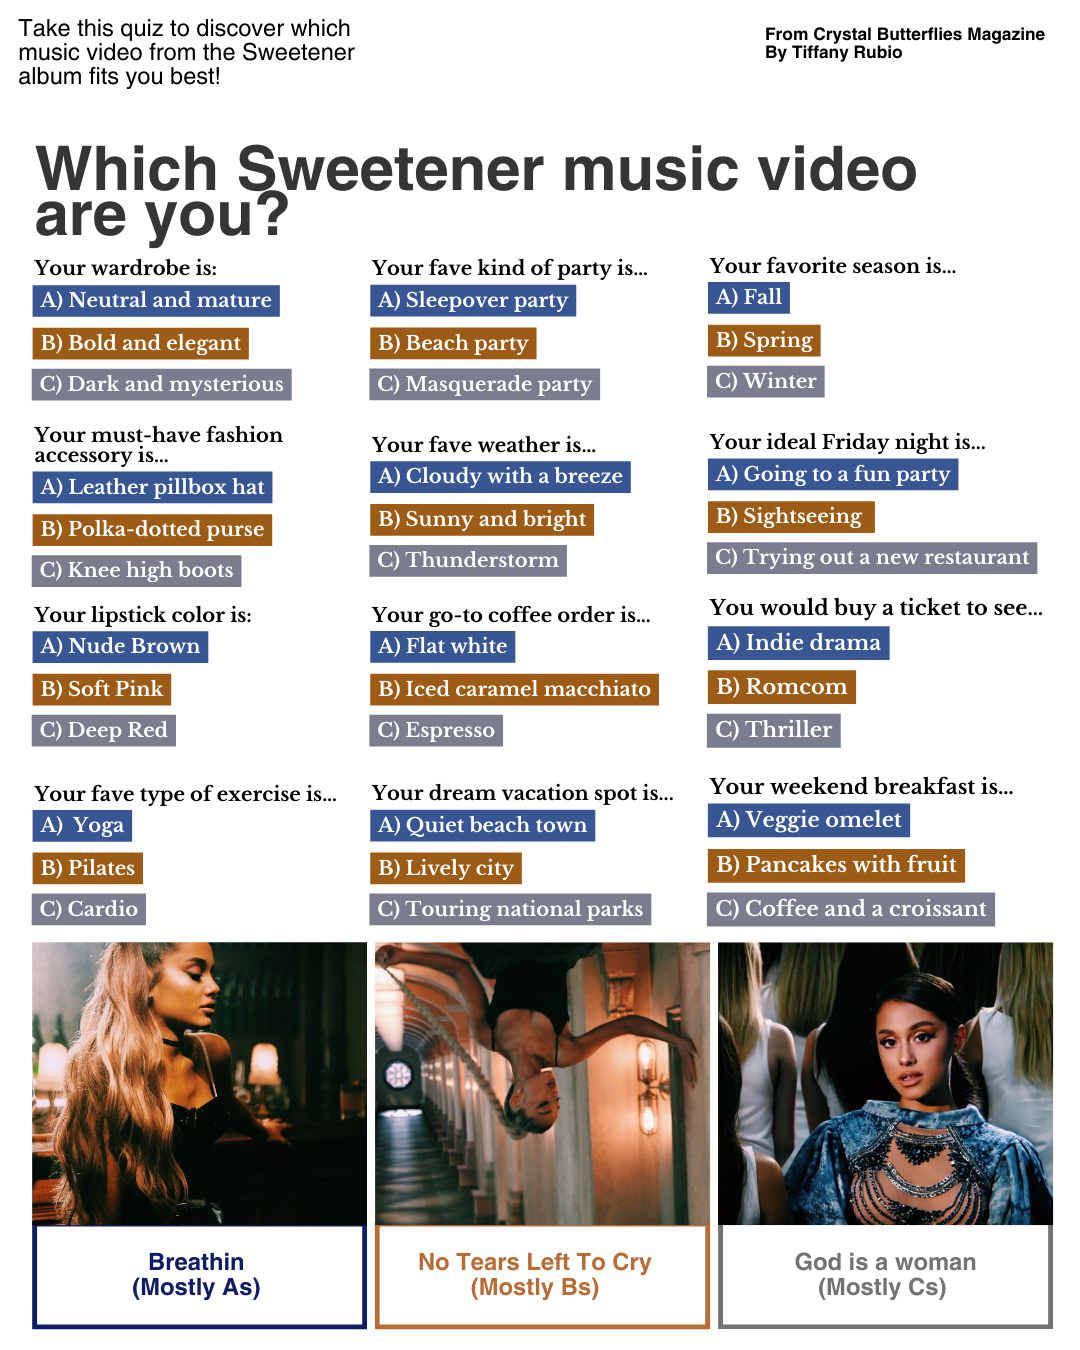 Take this quiz to discover which
music video from the Sweetener
album fits you best!
From Crystal Butterflies Magazine
By Tiffany Rubio
Which Sweetener music video
are you?
Your wardrobe is:
A) Neutral and mature
B) Bold and elegant
C) Dark and mysterious
Your must-have fashion
accessory is...
A) Leather pillbox hat
B) Polka-dotted purse
C) Knee high boots
Your lipstick color is:
A) Nude Brown
B) Soft Pink
C) Deep Red
Your fave type of exercise is...
A) Yoga
B) Pilates
C) Cardio
Your fave kind of party is...
A) Sleepover party
B) Beach party
C) Masquerade party
Your fave weather is...
A) Cloudy with a breeze
B) Sunny and bright
C) Thunderstorm
Your go-to coffee order is...
A) Flat white
B) Iced caramel macchiato
C) Espresso
Your dream vacation spot is...
A) Quiet beach town
B) Lively city
C) Touring national parks
Your favorite season is...
A) Fall
B) Spring
C) Winter
Your ideal Friday night is...
A) Going to a fun party
B) Sightseeing
C) Trying out a new restaurant
You would buy a ticket to see...
A) Indie drama
B) Romcom
C) Thriller
Your weekend breakfast is...
A) Veggie omelet
B) Pancakes with fruit
C) Coffee and a croissant
Breathin
(Mostly As)
No Tears Left To Cry
(Mostly Bs)
God is a woman
(Mostly Cs)